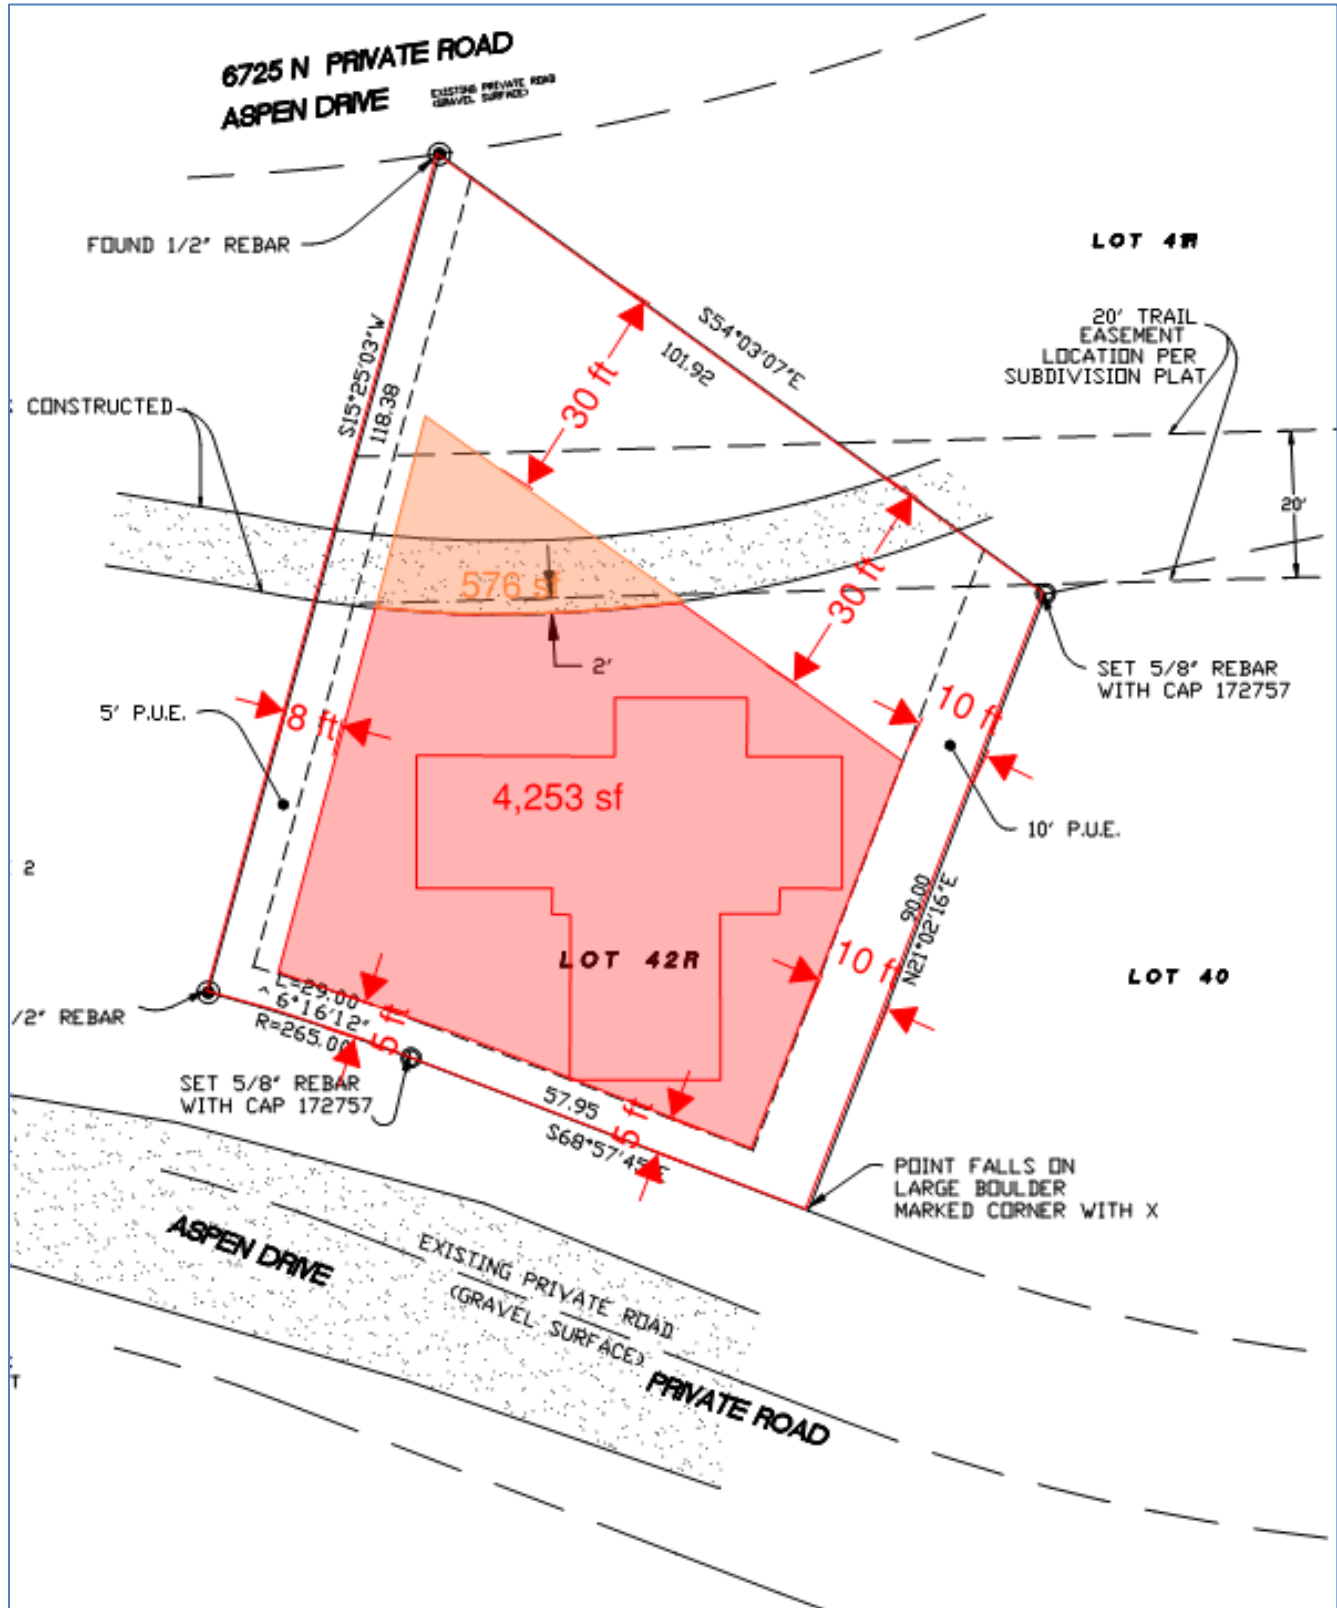 6725 N PRIVATE ROAD
ASPEN DRIVE
EXISTING PRIVATE ROAD
(GRAVEL SURFACE)
FOUND 1/2" REBAR
LOT 41R
20' TRAIL
EASEMENT
LOCATION PER
SUBDIVISION PLAT
S54°03'07"E
101.92
S15°25'03"W
118.38
30 ft
CONSTRUCTED
20'
576 sf
30 ft
2'
SET 5/8" REBAR
WITH CAP 172757
5' P.U.E.
8 ft
10 ft
4,253 sf
10' P.U.E.
2
90.00
N21°02'16"E
LOT 42R
10 ft
LOT 40
L=29.00
6°16'12"
R=265.00
5 ft
/2" REBAR
SET 5/8" REBAR
WITH CAP 172757
57.95
S68°57'45"E
5 ft
POINT FALLS ON
LARGE BOULDER
MARKED CORNER WITH X
ASPEN DRIVE
EXISTING PRIVATE ROAD
(GRAVEL SURFACE)
PRIVATE ROAD
T